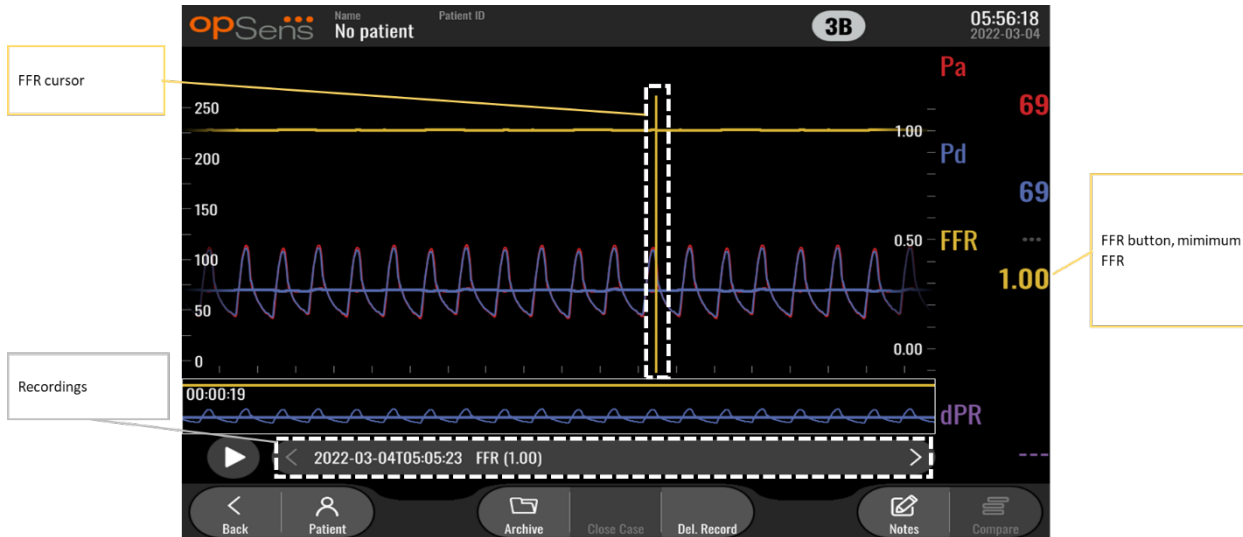 opSens
Name
No patient
Patient ID
3B
05:56:18
2022-03-04
FFR cursor
250
200
150
100
50
0
1.00
0.50
0.00
Pa
69
Pd
69
FFR
---
1.00
FFR button, mimimum
FFR
Recordings
00:00:19
dPR
---
< 2022-03-04T05:05:23 FFR (1.00) >
Back
Patient
Archive
Close Case
Del. Record
Notes
Compare